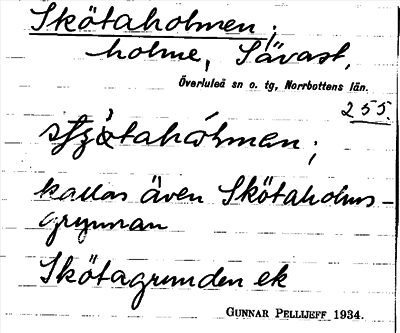 Skötaholmen;
holme, Sävast,
Överluleå sn o. tg, Norrbottens län.
255.
kallas även Skötaholms-
grynnan
Skötagrunden ek
GUNNAR PELLIJEFF 1934.